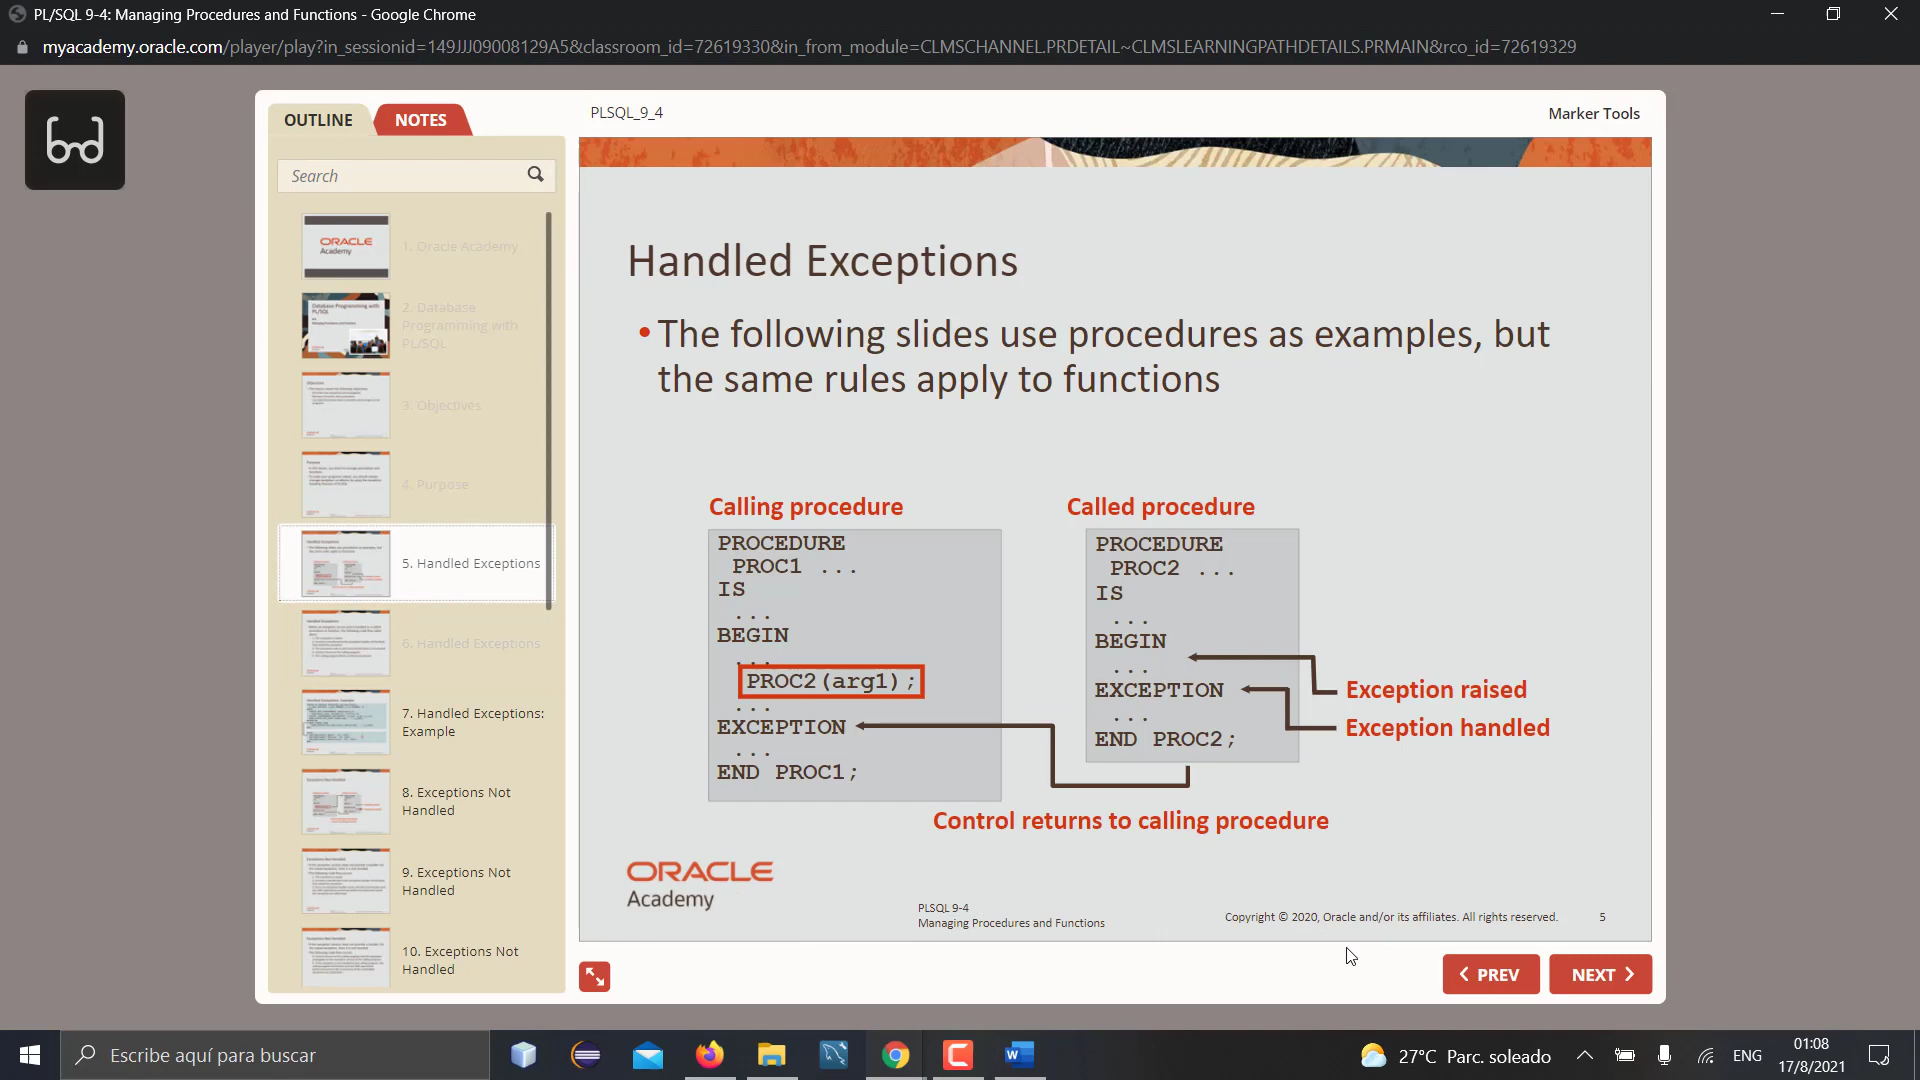 PL/SQL 9-4: Managing Procedures and Functions - Google Chrome
myacademy.oracle.com/player/play?in_sessionid=149JJJ09008129A5&classroom_id=72619330&in_from_module=CLMSCHANNEL.PRDETAIL~CLMSLEARNINGPATHDETAILS.PRMAIN&rco_id=72619329
OUTLINE
NOTES
PLSQL_9_4
Marker Tools
Search
ORACLE
Academy
1. Oracle Academy
2. Database
Programming with
PL/SQL
3. Objectives
4. Purpose
5. Handled Exceptions
6. Handled Exceptions
7. Handled Exceptions:
Example
8. Exceptions Not
Handled
9. Exceptions Not
Handled
10. Exceptions Not
Handled
Handled Exceptions
• The following slides use procedures as examples, but
the same rules apply to functions
Calling procedure
PROCEDURE
PROC1 ...
IS
...
BEGIN
...
PROC2(arg1);
...
EXCEPTION
...
END PROC1;
Called procedure
PROCEDURE
PROC2 ...
IS
...
BEGIN
...
EXCEPTION
...
END PROC2;
Exception raised
Exception handled
Control returns to calling procedure
ORACLE
Academy
PLSQL 9-4
Managing Procedures and Functions
Copyright © 2020, Oracle and/or its affiliates. All rights reserved.
5
PREV
NEXT
Escribe aquí para buscar
27°C Parc. soleado
ENG
01:08
17/8/2021